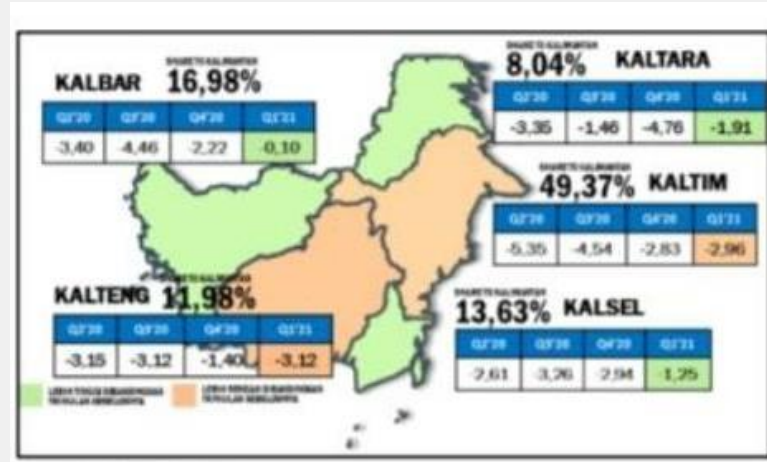 SHARE THD KALIMANTAN
KALBAR 16,98%
Q2'20 Q3'20 Q4'20 Q1'21
-3,40 -4,46 -2,22 -0,10
8,04% KALTARA
Q2'20 Q3'20 Q4'20 Q1'21
-3,35 -1,46 -4,76 -1,91
49,37% KALTIM
Q2'20 Q3'20 Q4'20 Q1'21
-5,35 -4,54 -2,83 -2,96
KALTENG 11,98%
Q2'20 Q3'20 Q4'20 Q1'21
-3,15 -3,12 -1,40 -3,12
13,63% KALSEL
Q2'20 Q3'20 Q4'20 Q1'21
-2,61 -3,26 -2,94 -1,25